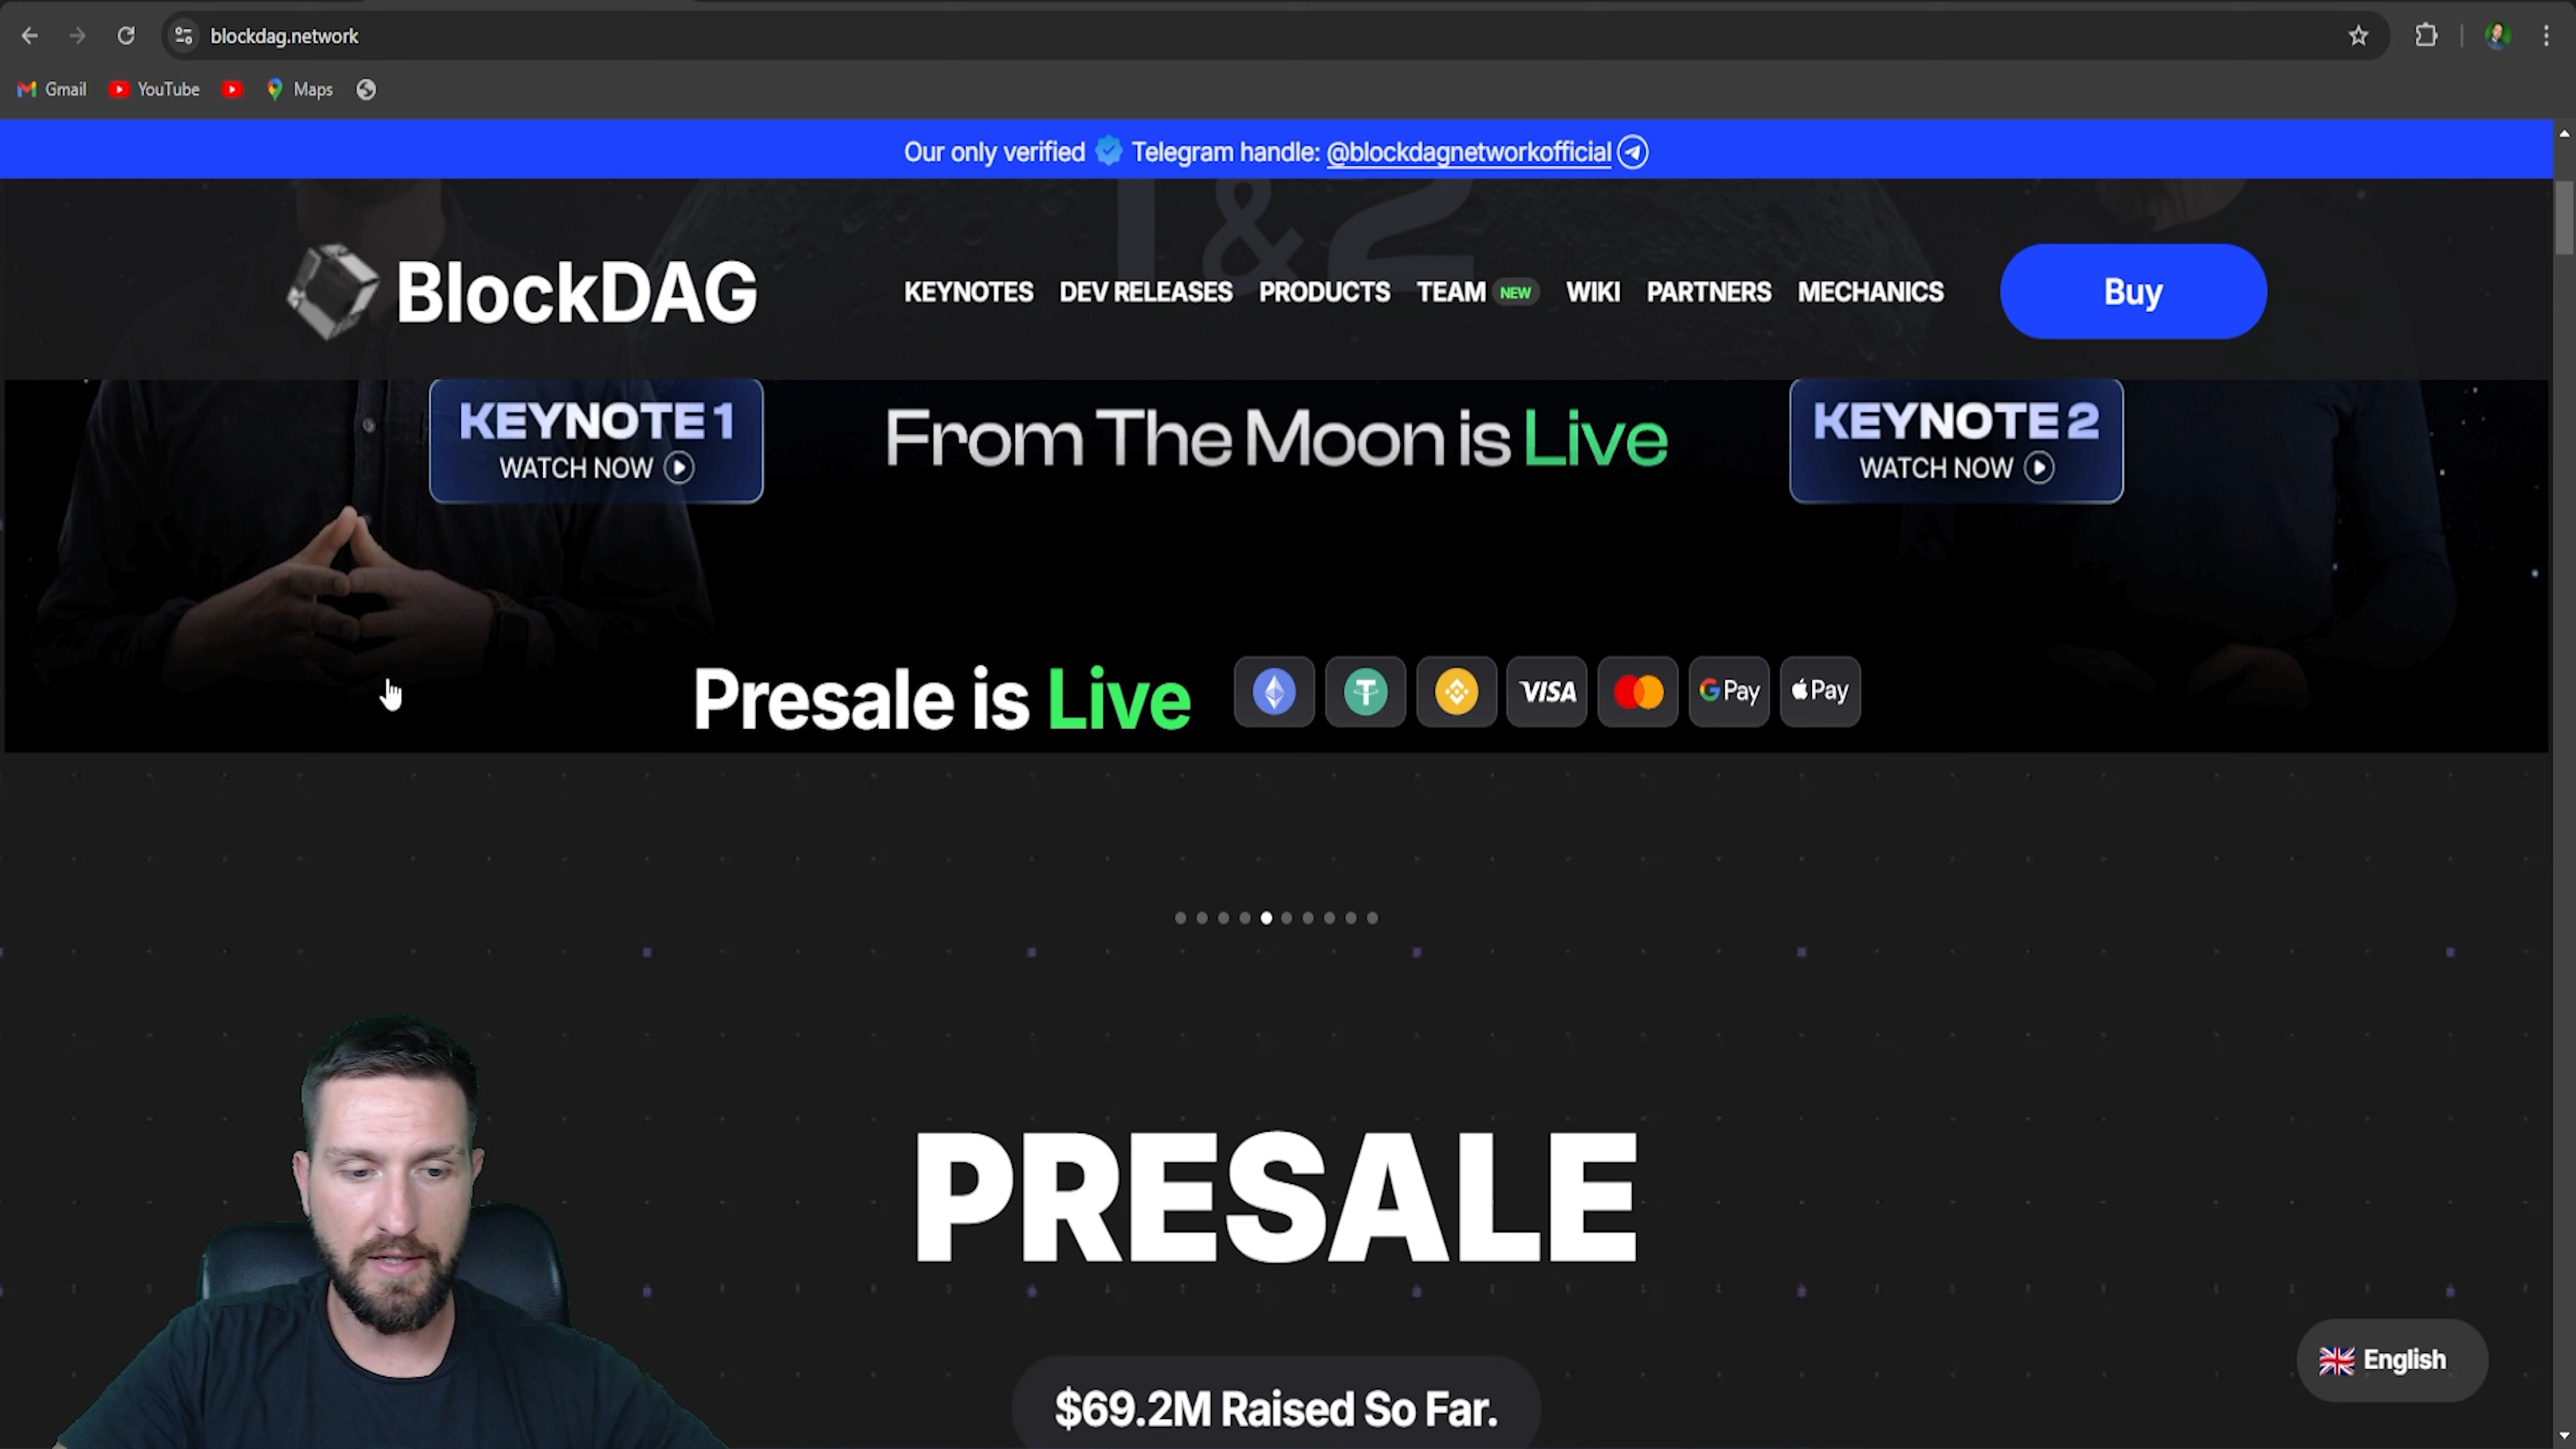 blockdag.network
Gmail YouTube Maps
Our only verified Telegram handle: @blockdagnetworkofficial
1&2
BlockDAG KEYNOTES DEV RELEASES PRODUCTS TEAM NEW WIKI PARTNERS MECHANICS Buy
KEYNOTE 1
WATCH NOW
From The Moon is Live
KEYNOTE 2
WATCH NOW
Presale is Live
VISA
G Pay
Pay
PRESALE
$69.2M Raised So Far.
English